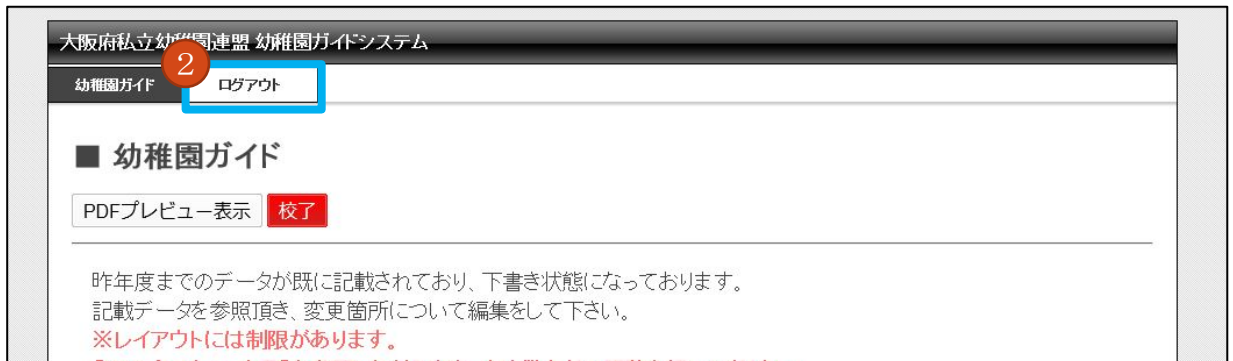 大阪府私立幼稚園連盟 幼稚園ガイドシステム
2
幼稚園ガイド ログアウト
■ 幼稚園ガイド
PDFプレビュー表示 校了
昨年度までのデータが既に記載されており、下書き状態になっております。
記載データを参照頂き、変更箇所について編集をして下さい。
※レイアウトには制限があります。